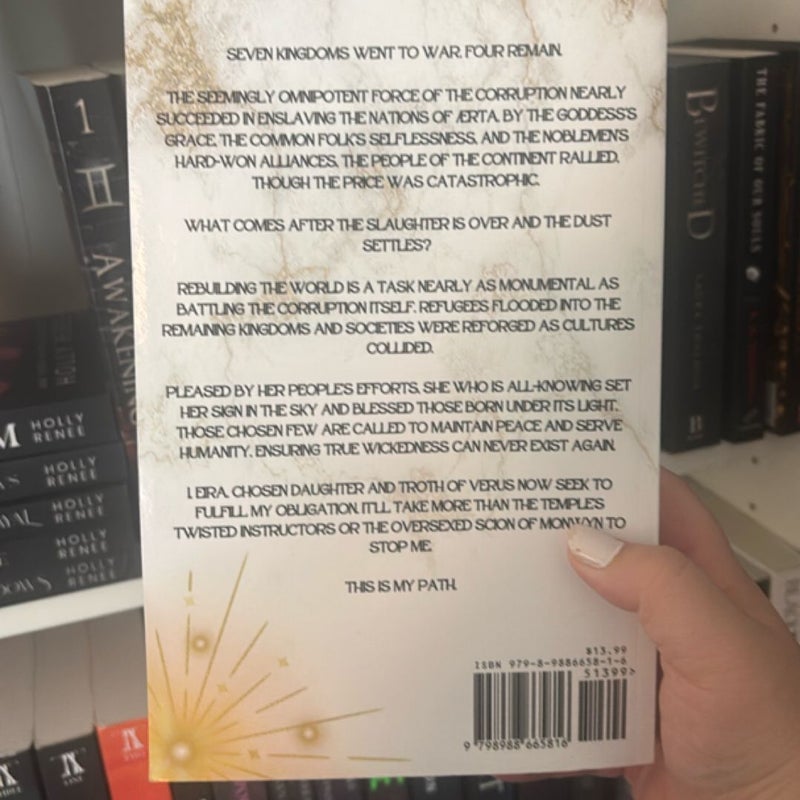 SEVEN KINGDOMS WENT TO WAR. FOUR REMAIN.
THE SEEMINGLY OMNIPOTENT FORCE OF THE CORRUPTION NEARLY
SUCCEEDED IN ENSLAVING THE NATIONS OF ÆRTA. BY THE GODDESS'S
GRACE, THE COMMON FOLK'S SELFLESSNESS, AND THE NOBLEMEN'S
HARD-WON ALLIANCES, THE PEOPLE OF THE CONTINENT RALLIED,
THOUGH THE PRICE WAS CATASTROPHIC.
WHAT COMES AFTER THE SLAUGHTER IS OVER AND THE DUST
SETTLES?
REBUILDING THE WORLD IS A TASK NEARLY AS MONUMENTAL AS
BATTLING THE CORRUPTION ITSELF. REFUGEES FLOODED INTO THE
REMAINING KINGDOMS AND SOCIETIES WERE REFORGED AS CULTURES
COLLIDED.
PLEASED BY HER PEOPLE'S EFFORTS, SHE WHO IS ALL-KNOWING SET
HER SIGN IN THE SKY AND BLESSED THOSE BORN UNDER ITS LIGHT.
THOSE CHOSEN FEW ARE CALLED TO MAINTAIN PEACE AND SERVE
HUMANITY, ENSURING TRUE WICKEDNESS CAN NEVER EXIST AGAIN.
I, EIRA, CHOSEN DAUGHTER AND TROTH OF VERUS NOW SEEK TO
FULFILL MY OBLIGATION. IT'LL TAKE MORE THAN THE TEMPLE'S
TWISTED INSTRUCTORS OR THE OVERSEXED SCION OF MONWYN TO
STOP ME.
THIS IS MY PATH.
$13.99
ISBN 979-8-9886658-1-6
51399>
9 798988 665816
1
II
AWAKENING
HOLLY
RENEE
HOLLY
RENEE
HOLLY
RENEE
HOLLY
RENEE
HOLLY
RENEE
BEWITCHED
THE FABRIC OF OUR SOULS